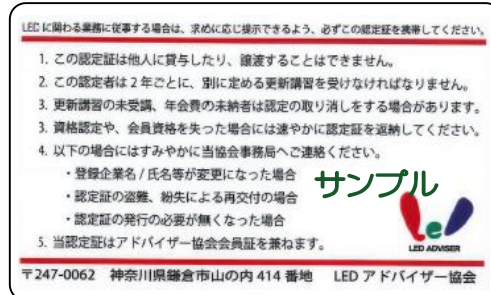 LEDに関わる業務に従事する場合は、求めに応じ提示できるよう、必ずこの認定証を携帯してください。
1. この認定証は他人に貸与したり、譲渡することはできません。
2. この認定者は2年ごとに、別に定める更新講習を受けなければなりません。
3. 更新講習の未受講、年会費の未納者は認定の取り消しをする場合があります。
3. 資格認定や、会員資格を失った場合には速やかに認定証を返納してください。
4. 以下の場合にはすみやかに当協会事務局へご連絡ください。
・登録企業名/氏名等が変更になった場合
・認定証の盗難、紛失による再交付の場合
・認定証の発行の必要が無くなった場合
サンプル
5. 当認定証はアドバイザー協会会員証を兼ねます。
Led
LED ADVISER
〒247-0062 神奈川県鎌倉市山の内414番地 LEDアドバイザー協会